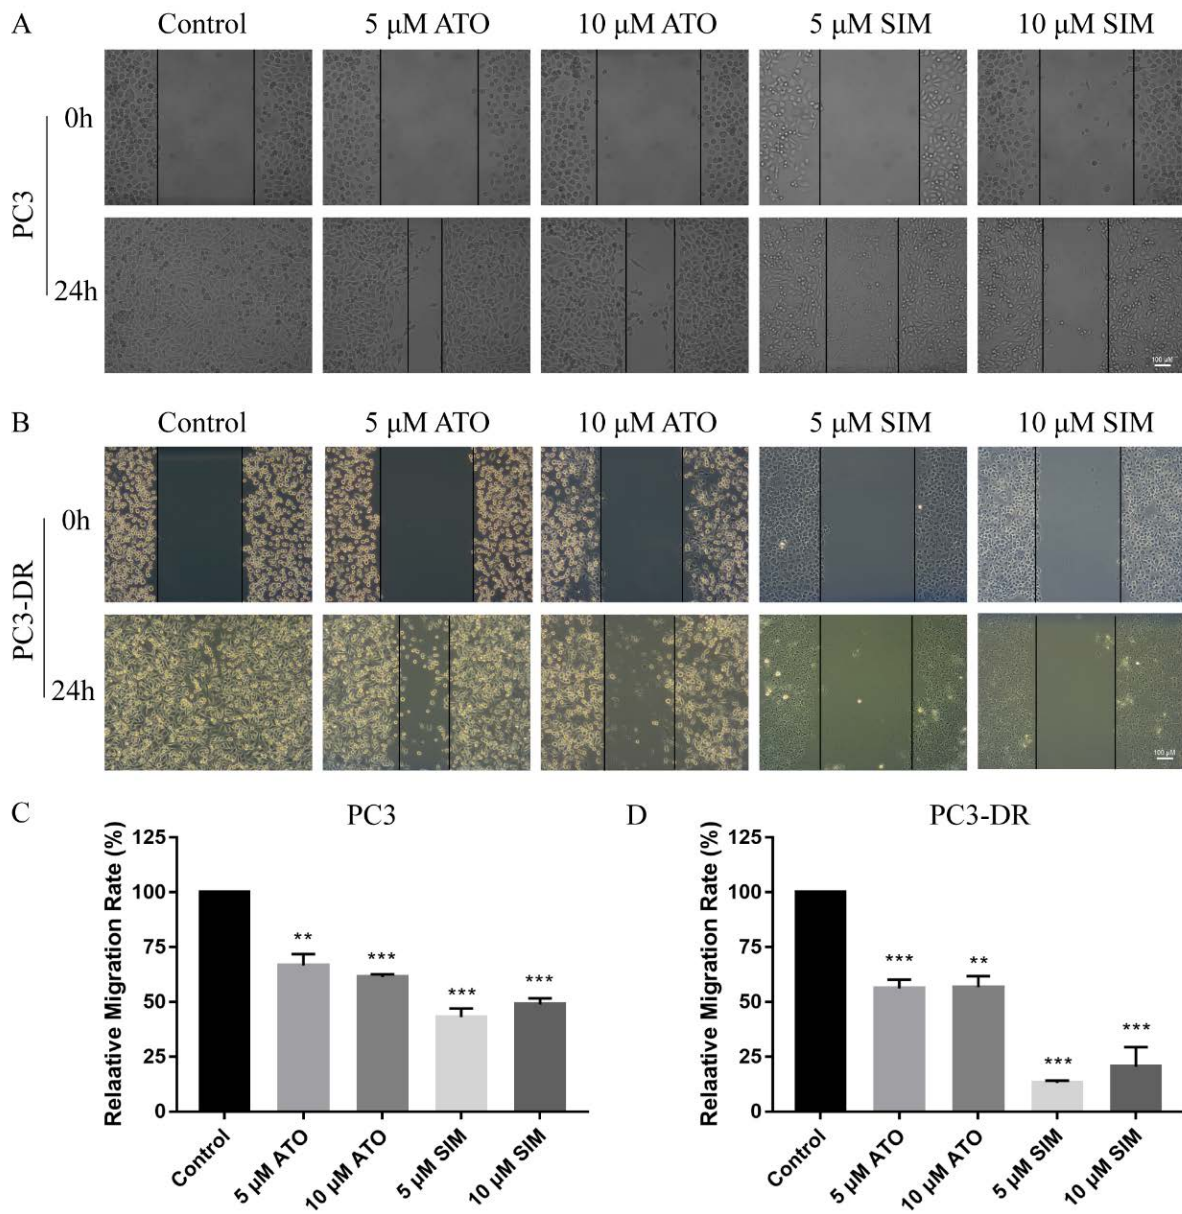 A
Control 5 μM ATO 10 μM ATO 5 μM SIM 10 μM SIM
PC3
0h
24h
100 μM
B
Control 5 μM ATO 10 μM ATO 5 μM SIM 10 μM SIM
PC3-DR
0h
24h
100 μM
C
PC3
Relaative Migration Rate (%)
125
100
75
50
25
0
**
***
***
***
Control
5 μM ATO
10 μM ATO
5 μM SIM
10 μM SIM
D
PC3-DR
Relaative Migration Rate (%)
125
100
75
50
25
0
***
**
***
***
Control
5 μM ATO
10 μM ATO
5 μM SIM
10 μM SIM